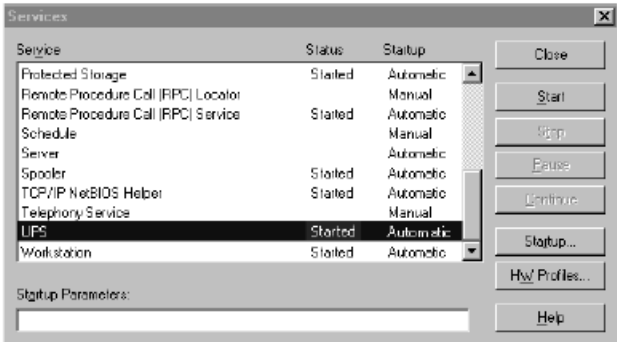 Services
Service Status Startup
Protected Storage Started Automatic
Remote Procedure Call (RPC) Locator Manual
Remote Procedure Call (RPC) Service Started Automatic
Schedule Manual
Server Automatic
Spooler Started Automatic
TCP/IP NetBIOS Helper Started Automatic
Telephony Service Manual
UPS Started Automatic
Workstation Started Automatic
Startup Parameters:
Close
Start
Stop
Pause
Continue
Startup...
HW Profiles...
Help